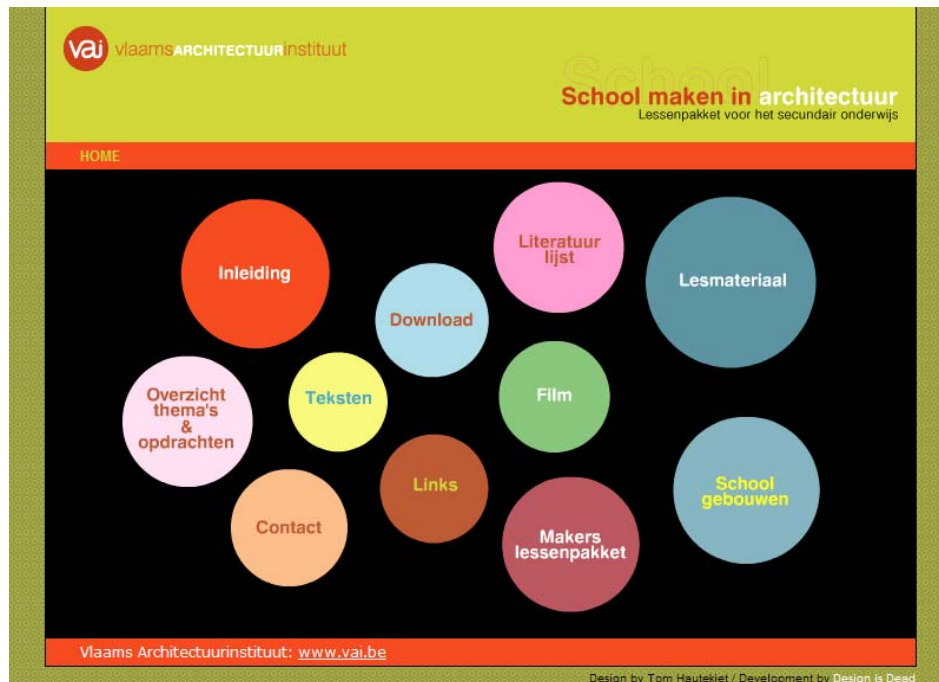 vai vlaamsARCHITECTUURinstituut
School
School maken in architectuur
Lessenpakket voor het secundair onderwijs
HOME
Inleiding
Literatuur
lijst
Lesmateriaal
Download
Overzicht
thema's
&
opdrachten
Teksten
Film
Links
School
gebouwen
Contact
Makers
lessenpakket
Vlaams Architectuurinstituut: www.vai.be
Design by Tom Hautekiet / Development by Design is Dead